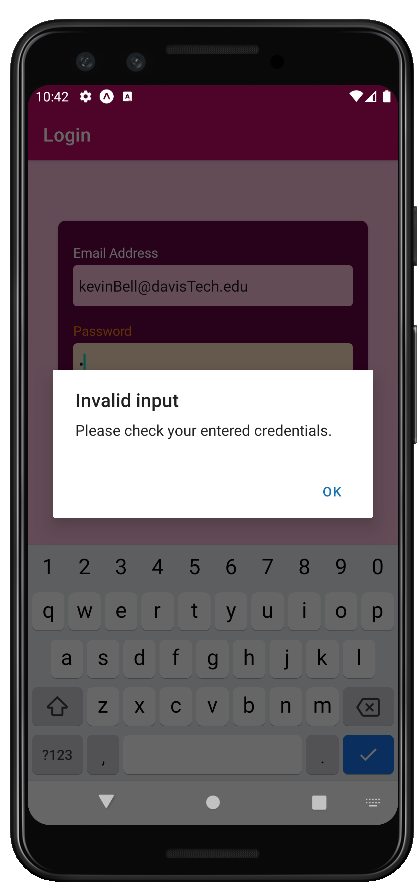 10:42
Login
Email Address
kevinBell@davisTech.edu
Password
Invalid input
Please check your entered credentials.
OK
1 2 3 4 5 6 7 8 9 0
q w e r t y u i o p
a s d f g h j k l
z x c v b n m
?123 , .